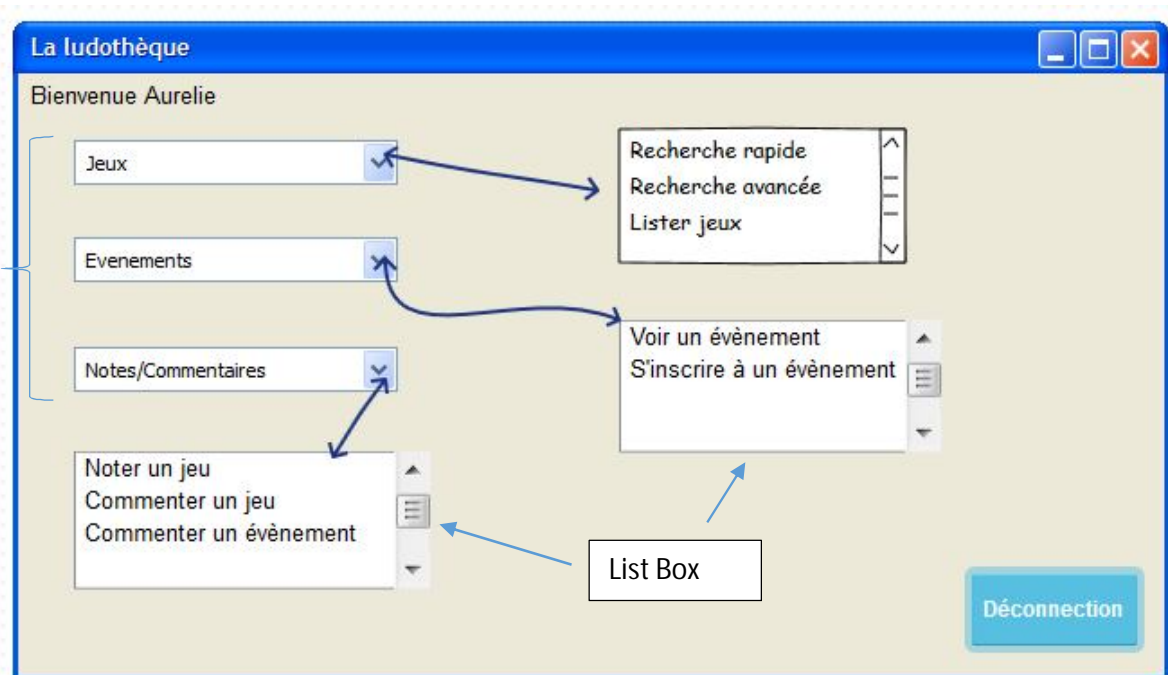 La ludothèque
Bienvenue Aurelie
Jeux
Recherche rapide
Recherche avancée
Lister jeux
Evenements
Voir un évènement
S'inscrire à un évènement
Notes/Commentaires
Noter un jeu
Commenter un jeu
Commenter un évènement
List Box
Déconnection